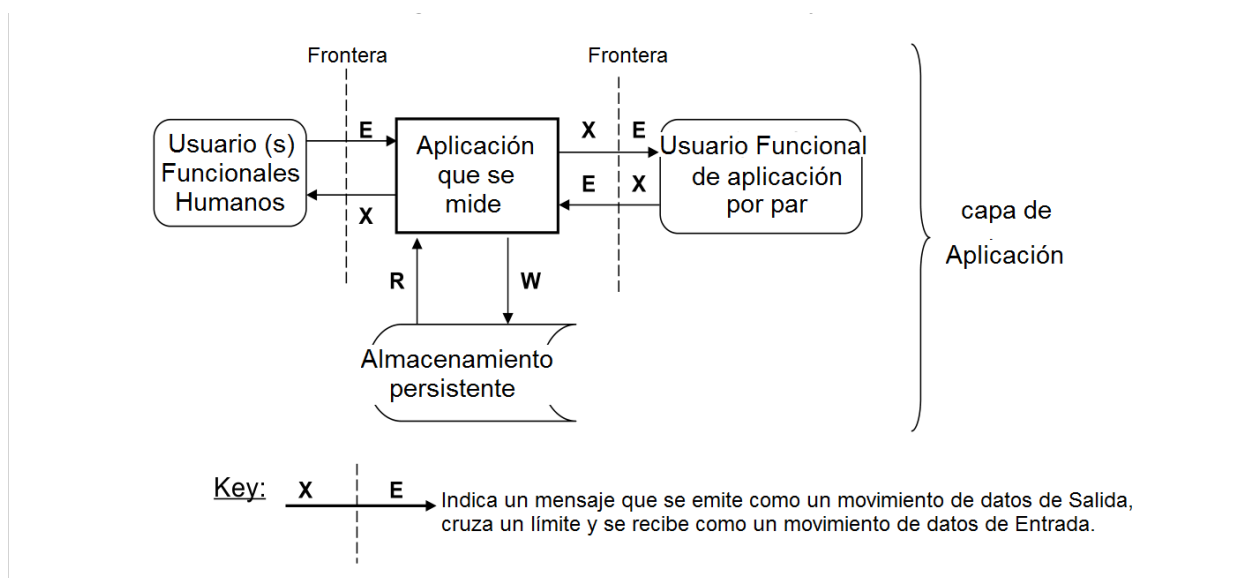 Frontera
Frontera
E
X
E
Usuario (s)
Funcionales
Humanos
Aplicación
que se
mide
Usuario Funcional
de aplicación
por par
X
E
X
capa de
Aplicación
R
W
Almacenamiento
persistente
Key:
X
E
Indica un mensaje que se emite como un movimiento de datos de Salida,
cruza un límite y se recibe como un movimiento de datos de Entrada.